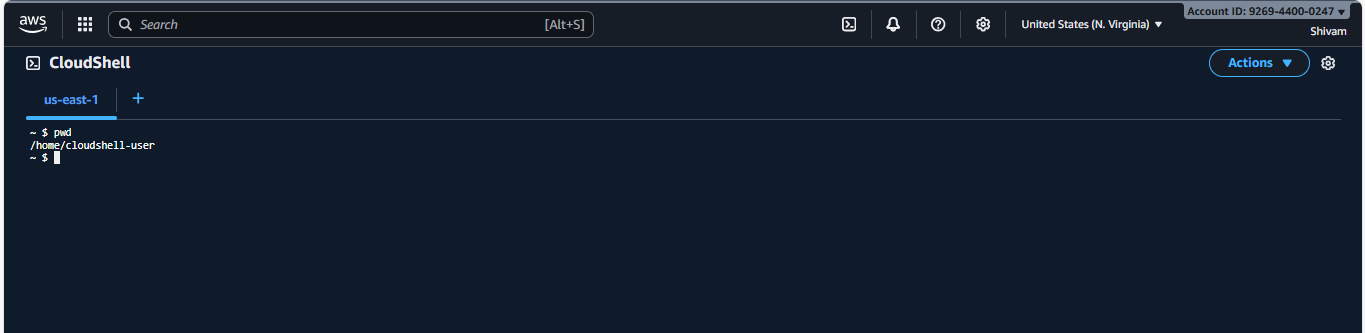 aws
Search [Alt+S]
United States (N. Virginia) ▼
Account ID: 9269-4400-0247 ▼
Shivam
CloudShell
Actions ▼
us-east-1 +
~ $ pwd
/home/cloudshell-user
~ $